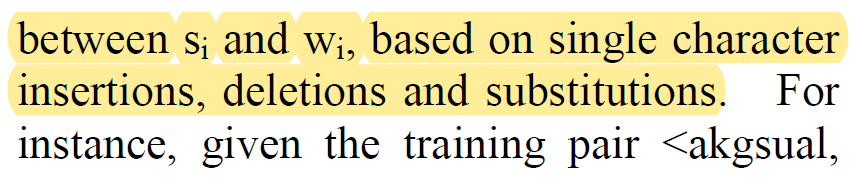 between sᵢ and wᵢ, based on single character
insertions, deletions and substitutions. For
instance, given the training pair <akgsual,